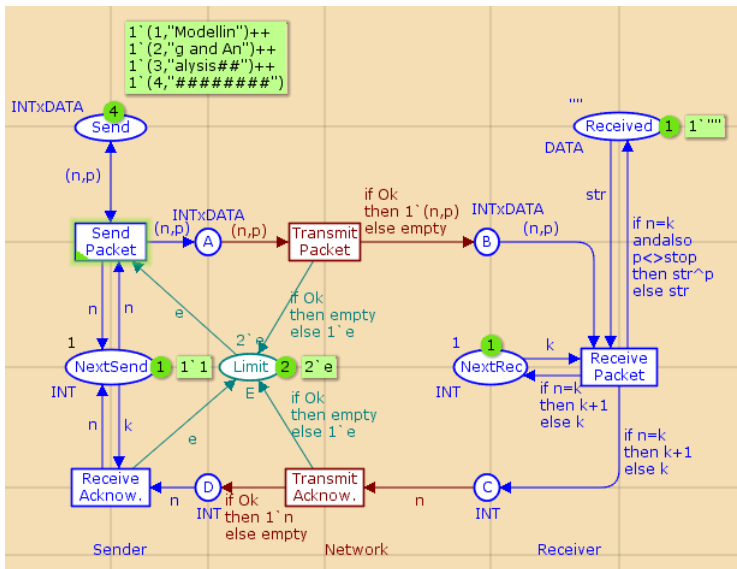 1`(1,"Modellin")++
1`(2,"g and An")++
1`(3,"alysis##")++
1`(4,"########")
INTxDATA
4
Send
""
Received
1
1`""
DATA
(n,p)
str
Send
Packet
(n,p)
INTxDATA
A
(n,p)
Transmit
Packet
if Ok
then 1`(n,p)
else empty
INTxDATA
B
(n,p)
if n=k
andalso
p<>stop
then str^p
else str
n
n
e
if Ok
then empty
else 1`e
1
NextSend
1
1`1
INT
2`e
Limit
2
2`e
E
1
1
NextRec
INT
k
if n=k
then k+1
else k
Receive
Packet
n
k
e
if Ok
then empty
else 1`e
if n=k
then k+1
else k
Receive
Acknow.
n
D
INT
if Ok
then 1`n
else empty
Transmit
Acknow.
n
C
INT
Sender
Network
Receiver